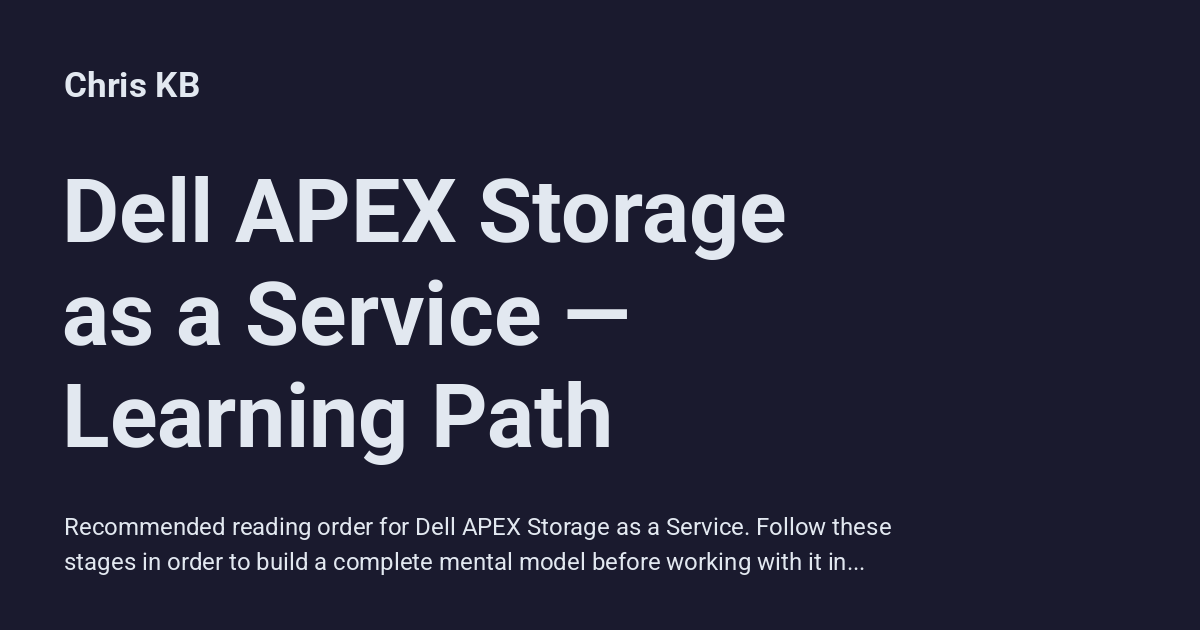 Chris KB
Dell APEX Storage
as a Service —
Learning Path
Recommended reading order for Dell APEX Storage as a Service. Follow these
stages in order to build a complete mental model before working with it in...